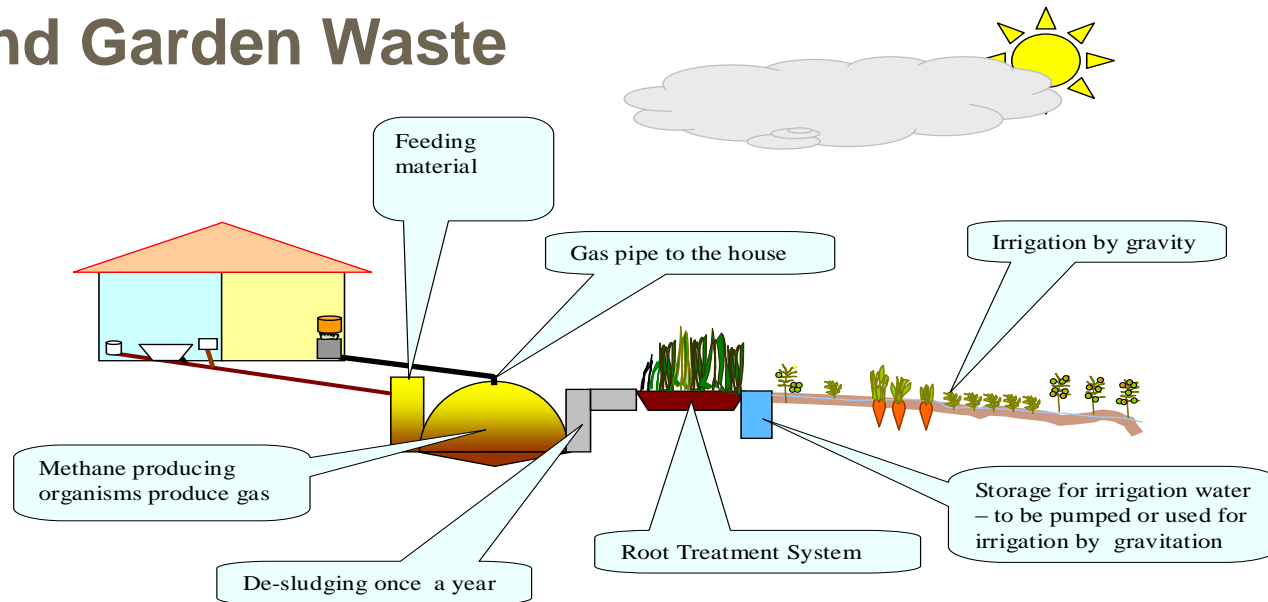 nd Garden Waste
Feeding
material
Gas pipe to the house
Irrigation by gravity
Methane producing
organisms produce gas
De-sludging once a year
Root Treatment System
Storage for irrigation water
– to be pumped or used for
irrigation by gravitation